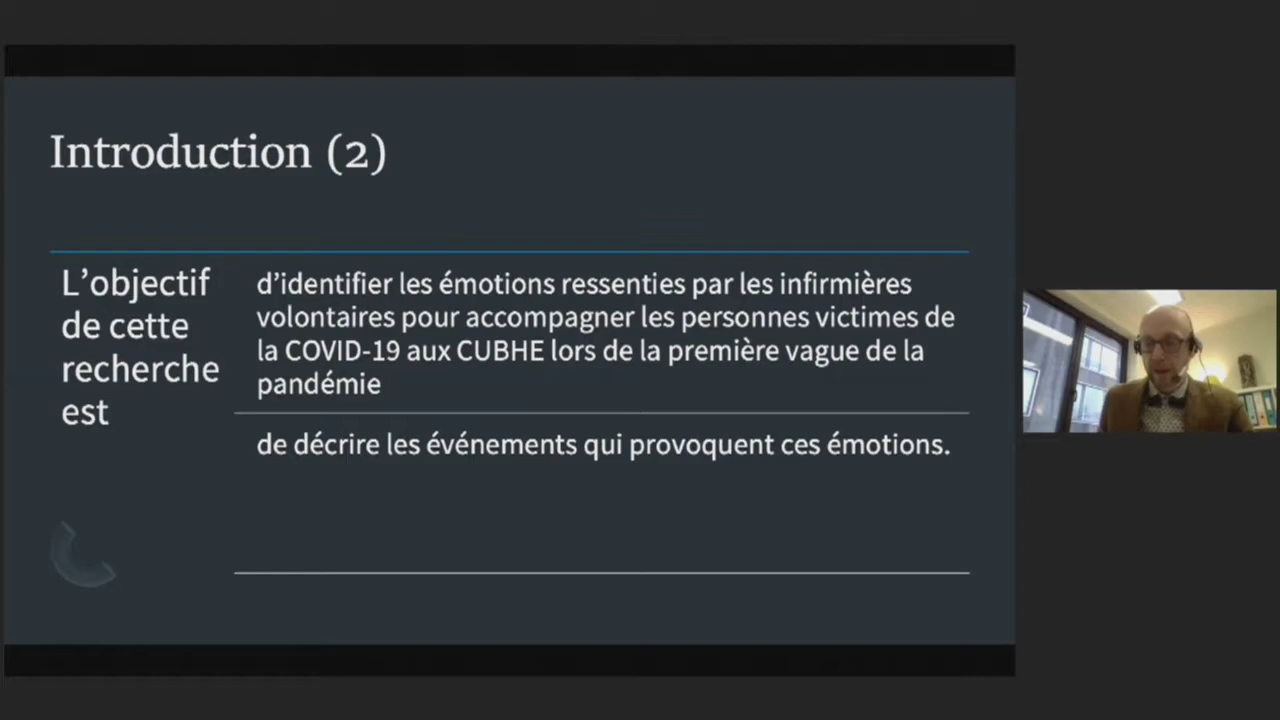 Introduction (2)
L’objectif
de cette
recherche
est
d’identifier les émotions ressenties par les infirmières
volontaires pour accompagner les personnes victimes de
la COVID-19 aux CUBHE lors de la première vague de la
pandémie
de décrire les événements qui provoquent ces émotions.